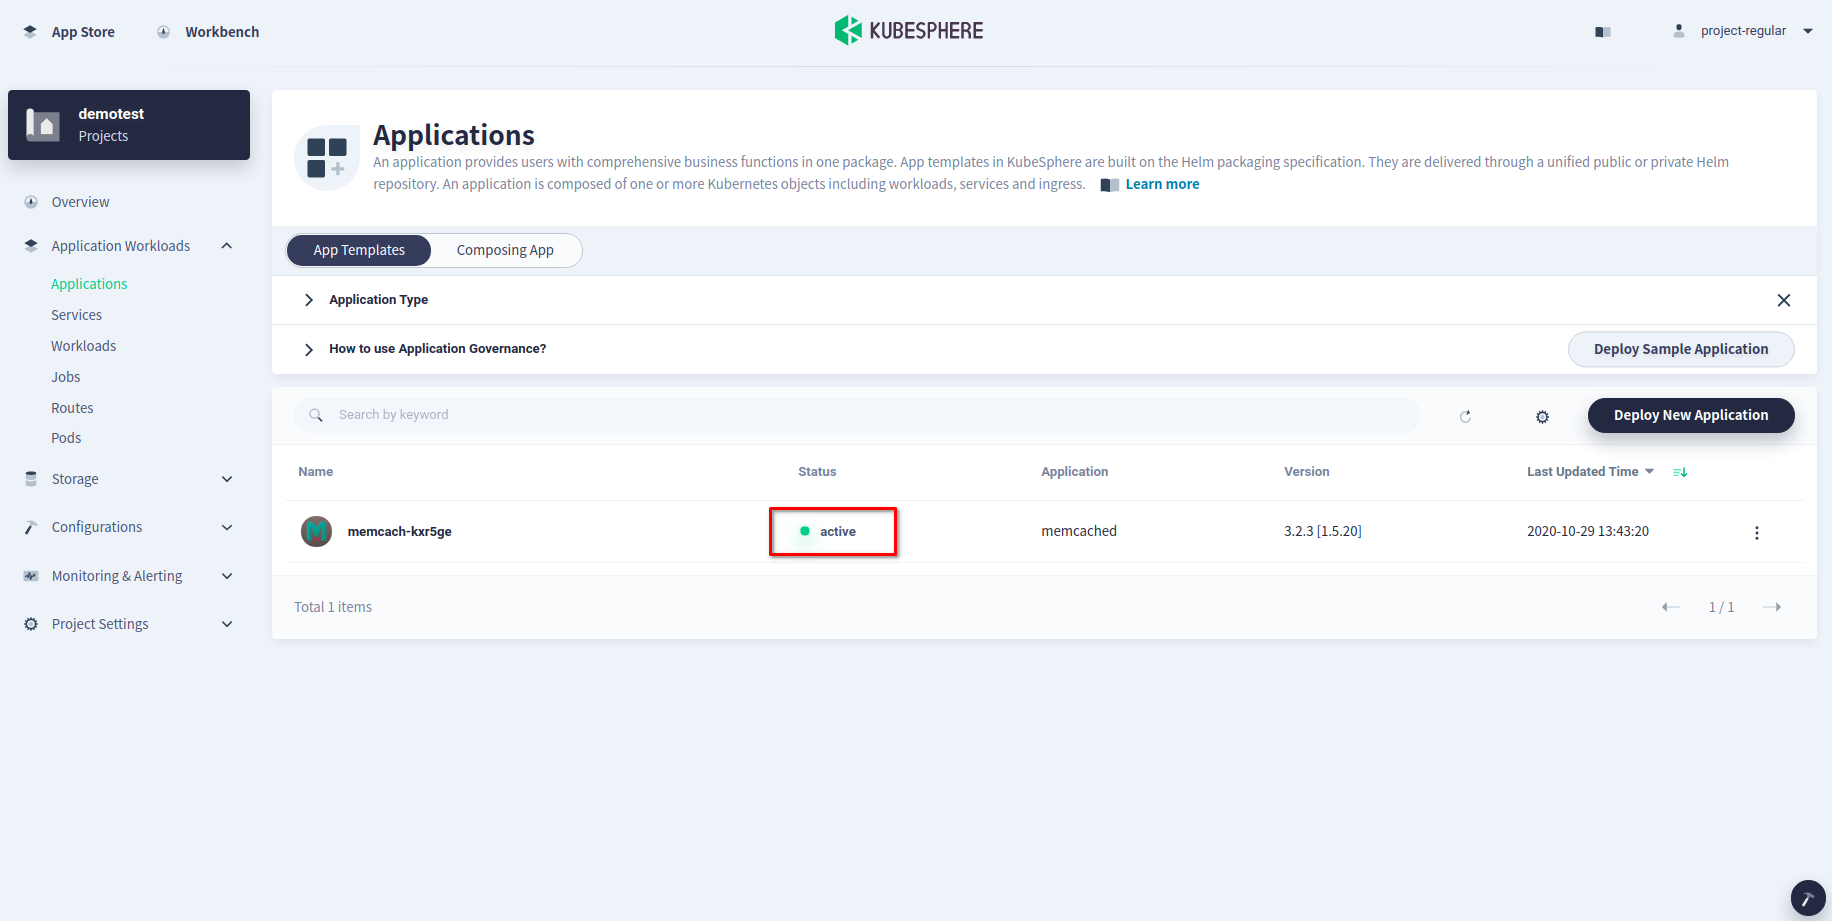 App Store
Workbench
KUBESPHERE
project-regular
demotest
Projects
Overview
Application Workloads
Applications
Services
Workloads
Jobs
Routes
Pods
Storage
Configurations
Monitoring & Alerting
Project Settings
Applications
An application provides users with comprehensive business functions in one package. App templates in KubeSphere are built on the Helm packaging specification. They are delivered through a unified public or private Helm
repository. An application is composed of one or more Kubernetes objects including workloads, services and ingress. Learn more
App Templates
Composing App
Application Type
How to use Application Governance?
Deploy Sample Application
Search by keyword
Deploy New Application
Name Status Application Version Last Updated Time
M memcach-kxr5ge active memcached 3.2.3 [1.5.20] 2020-10-29 13:43:20
Total 1 items
1 / 1